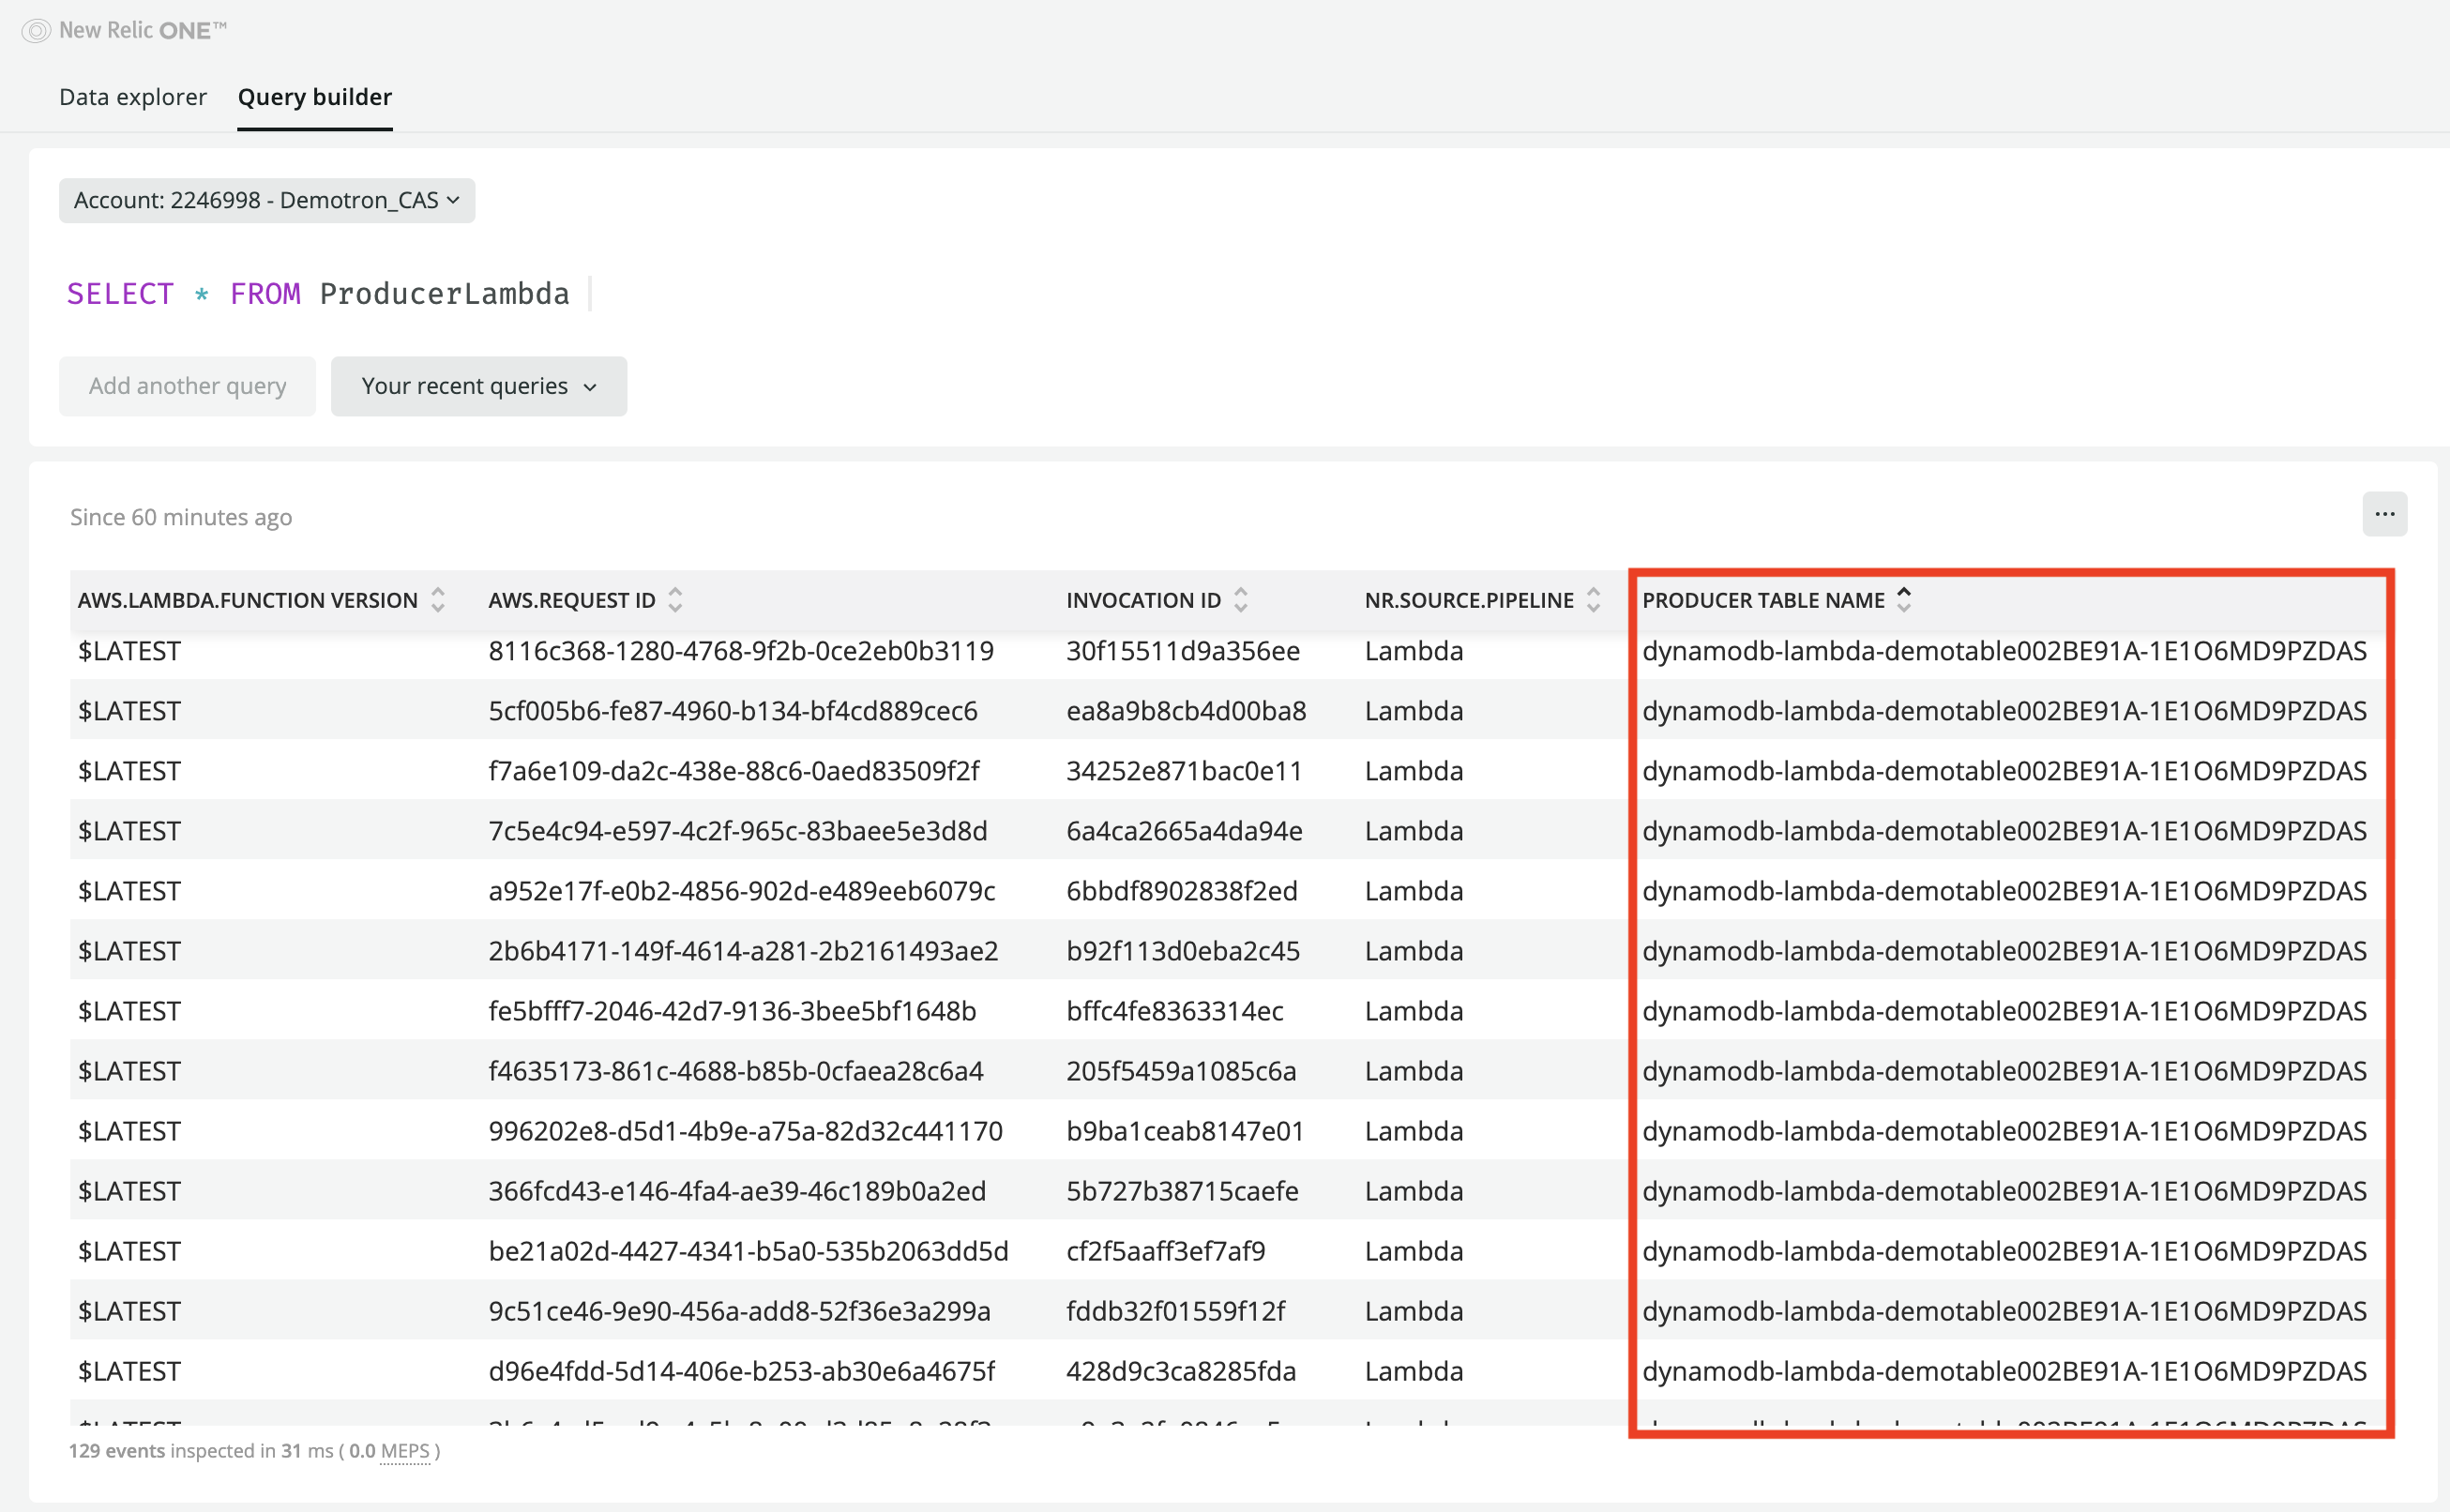 New Relic ONE™
Data explorer Query builder
Account: 2246998 - Demotron_CAS
SELECT * FROM ProducerLambda
Add another query Your recent queries
Since 60 minutes ago
...
AWS.LAMBDA.FUNCTION VERSION AWS.REQUEST ID INVOCATION ID NR.SOURCE.PIPELINE PRODUCER TABLE NAME
$LATEST 8116c368-1280-4768-9f2b-0ce2eb0b3119 30f15511d9a356ee Lambda dynamodb-lambda-demotable002BE91A-1E1O6MD9PZDAS
$LATEST 5cf005b6-fe87-4960-b134-bf4cd889cec6 ea8a9b8cb4d00ba8 Lambda dynamodb-lambda-demotable002BE91A-1E1O6MD9PZDAS
$LATEST f7a6e109-da2c-438e-88c6-0aed83509f2f 34252e871bac0e11 Lambda dynamodb-lambda-demotable002BE91A-1E1O6MD9PZDAS
$LATEST 7c5e4c94-e597-4c2f-965c-83baee5e3d8d 6a4ca2665a4da94e Lambda dynamodb-lambda-demotable002BE91A-1E1O6MD9PZDAS
$LATEST a952e17f-e0b2-4856-902d-e489eeb6079c 6bbdf8902838f2ed Lambda dynamodb-lambda-demotable002BE91A-1E1O6MD9PZDAS
$LATEST 2b6b4171-149f-4614-a281-2b2161493ae2 b92f113d0eba2c45 Lambda dynamodb-lambda-demotable002BE91A-1E1O6MD9PZDAS
$LATEST fe5bfff7-2046-42d7-9136-3bee5bf1648b bffc4fe8363314ec Lambda dynamodb-lambda-demotable002BE91A-1E1O6MD9PZDAS
$LATEST f4635173-861c-4688-b85b-0cfaea28c6a4 205f5459a1085c6a Lambda dynamodb-lambda-demotable002BE91A-1E1O6MD9PZDAS
$LATEST 996202e8-d5d1-4b9e-a75a-82d32c441170 b9ba1ceab8147e01 Lambda dynamodb-lambda-demotable002BE91A-1E1O6MD9PZDAS
$LATEST 366fcd43-e146-4fa4-ae39-46c189b0a2ed 5b727b38715caefe Lambda dynamodb-lambda-demotable002BE91A-1E1O6MD9PZDAS
$LATEST be21a02d-4427-4341-b5a0-535b2063dd5d cf2f5aaff3ef7af9 Lambda dynamodb-lambda-demotable002BE91A-1E1O6MD9PZDAS
$LATEST 9c51ce46-9e90-456a-add8-52f36e3a299a fddb32f01559f12f Lambda dynamodb-lambda-demotable002BE91A-1E1O6MD9PZDAS
$LATEST d96e4fdd-5d14-406e-b253-ab30e6a4675f 428d9c3ca8285fda Lambda dynamodb-lambda-demotable002BE91A-1E1O6MD9PZDAS
129 events inspected in 31 ms ( 0.0 MEPS )